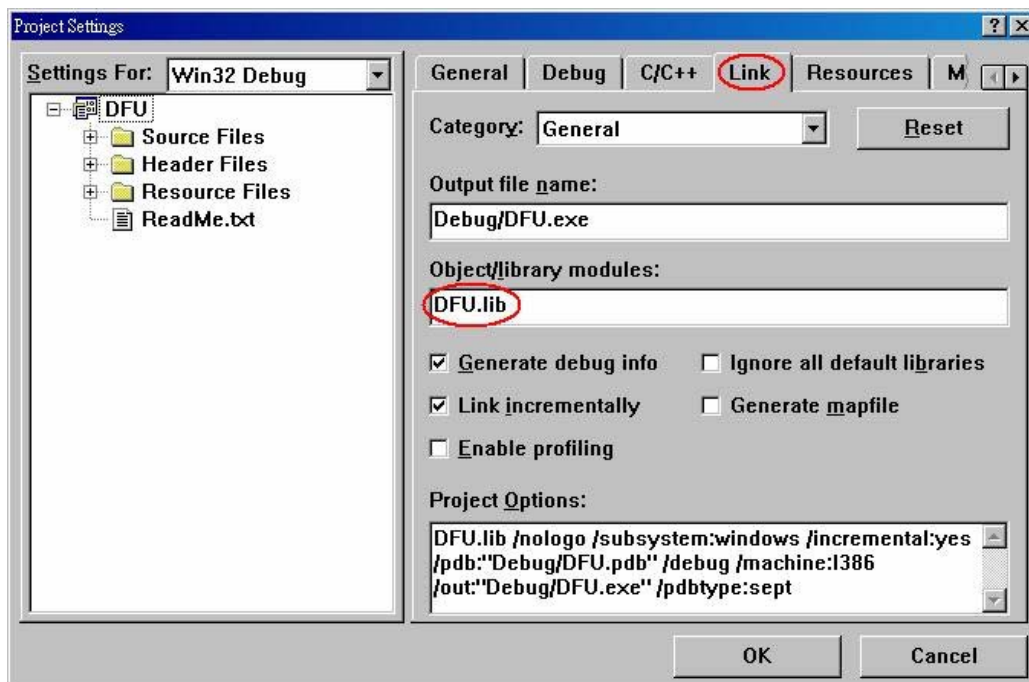 Project Settings
Settings For: Win32 Debug
DFU
Source Files
Header Files
Resource Files
ReadMe.txt
General Debug C/C++ Link Resources M
Category: General
Reset
Output file name:
Debug/DFU.exe
Object/library modules:
DFU.lib
Generate debug info
Ignore all default libraries
Link incrementally
Generate mapfile
Enable profiling
Project Options:
DFU.lib /nologo /subsystem:windows /incremental:yes
/pdb:"Debug/DFU.pdb" /debug /machine:I386
/out:"Debug/DFU.exe" /pdbtype:sept
OK
Cancel